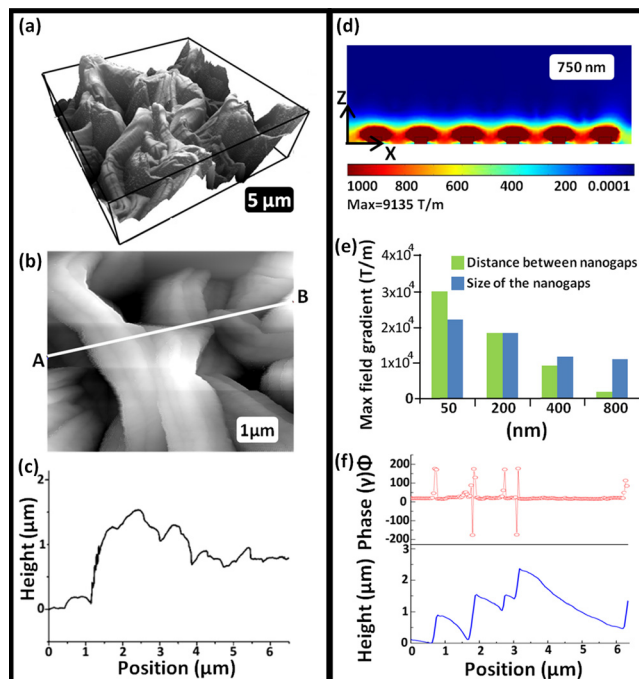 (a)
5 μm
(b)
A
B
1μm
(c)
2
1
0
0 1 2 3 4 5 6
Height (μm)
Position (μm)
(d)
750 nm
Z
X
1000 800 600 400 200 0.0001
Max=9135 T/m
(e)
Max field gradient (T/m)
4x10⁴
3x10⁴
2x10⁴
1x10⁴
0
Distance between nanogaps
Size of the nanogaps
50 200 400 800
(nm)
(f)
Phase (γ)Φ
200
100
0
-100
-200
Height (μm)
3
2
1
0
0 1 2 3 4 5 6
Position (μm)